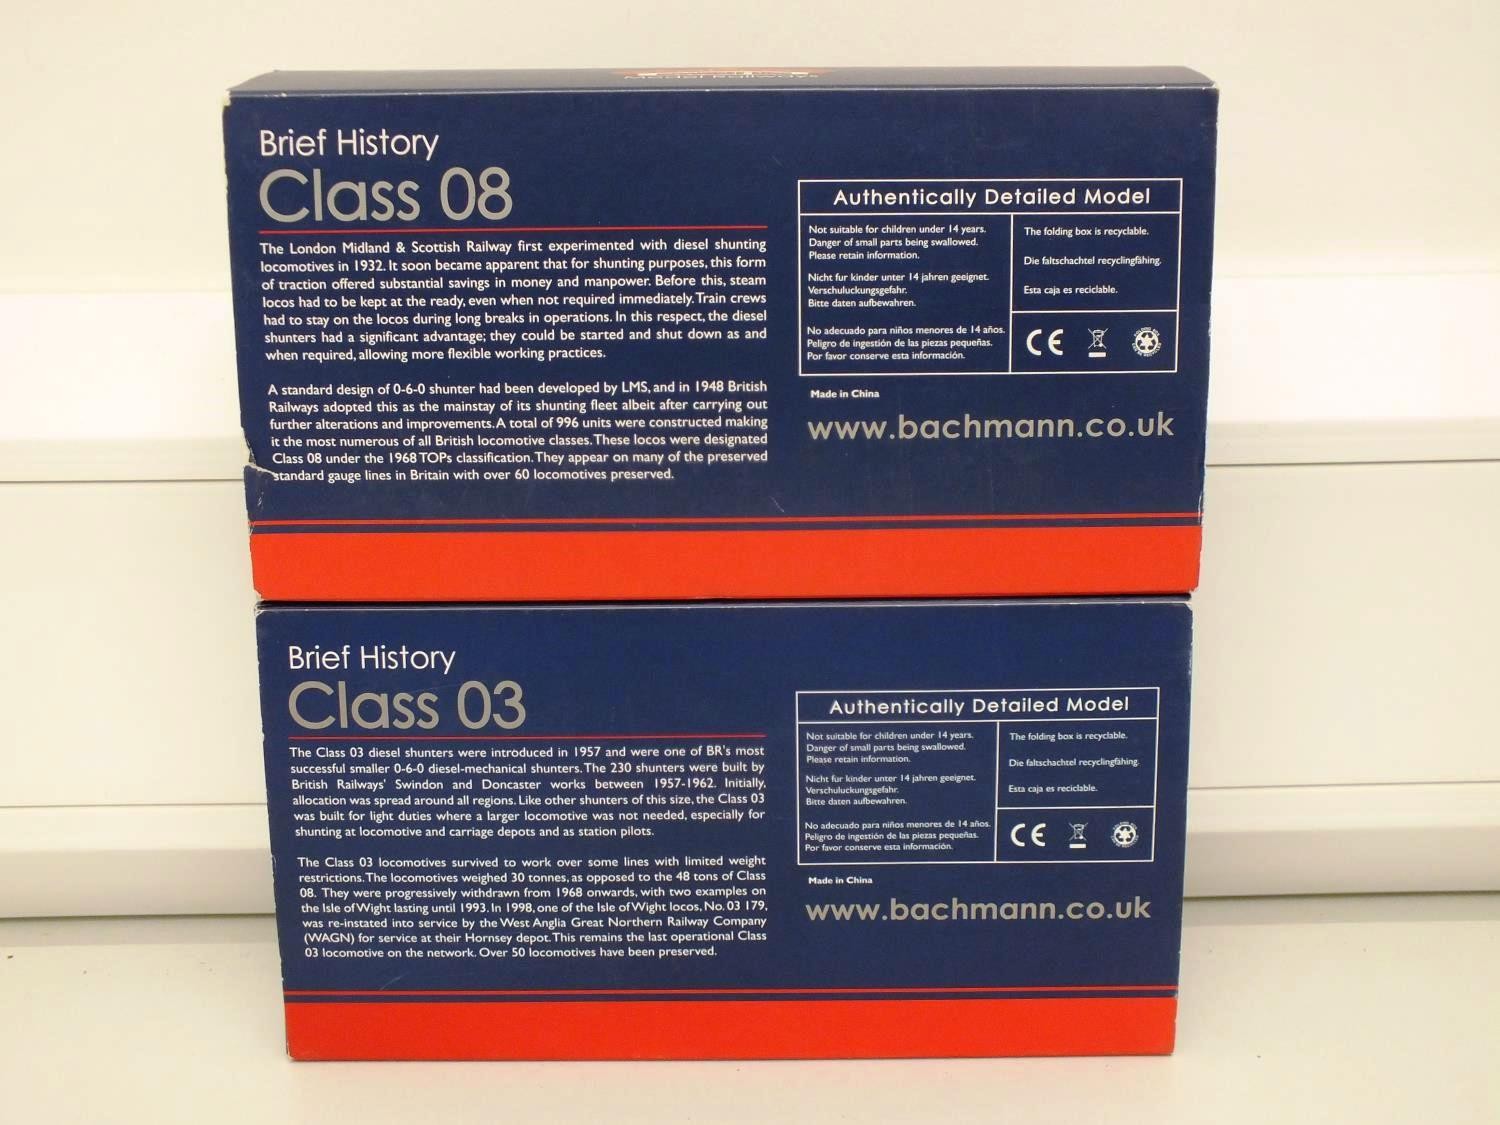 Model Railways
Brief History
Class 08
The London Midland & Scottish Railway first experimented with diesel shunting
locomotives in 1932. It soon became apparent that for shunting purposes, this form
of traction offered substantial savings in money and manpower. Before this, steam
locos had to be kept at the ready, even when not required immediately. Train crews
had to stay on the locos during long breaks in operations. In this respect, the diesel
shunters had a significant advantage; they could be started and shut down as and
when required, allowing more flexible working practices.
A standard design of 0-6-0 shunter had been developed by LMS, and in 1948 British
Railways adopted this as the mainstay of its shunting fleet albeit after carrying out
further alterations and improvements. A total of 996 units were constructed making
it the most numerous of all British locomotive classes. These locos were designated
Class 08 under the 1968 TOPs classification. They appear on many of the preserved
standard gauge lines in Britain with over 60 locomotives preserved.
Authentically Detailed Model
Not suitable for children under 14 years.
Danger of small parts being swallowed.
Please retain information.
Nicht fur kinder unter 14 jahren geeignet.
Verschuluckungsgefahr.
Bitte daten aufbewahren.
No adecuado para niños menores de 14 años.
Peligro de ingestión de las piezas pequeñas.
Por favor conserve esta información.
The folding box is recyclable.
Die faltschachtel recyclingfähing.
Esta caja es reciclable.
CE
Made in China
www.bachmann.co.uk
Brief History
Class 03
The Class 03 diesel shunters were introduced in 1957 and were one of BR's most
successful smaller 0-6-0 diesel-mechanical shunters. The 230 shunters were built by
British Railways' Swindon and Doncaster works between 1957-1962. Initially,
allocation was spread around all regions. Like other shunters of this size, the Class 03
was built for light duties where a larger locomotive was not needed, especially for
shunting at locomotive and carriage depots and as station pilots.
The Class 03 locomotives survived to work over some lines with limited weight
restrictions. The locomotives weighed 30 tonnes, as opposed to the 48 tons of Class
08. They were progressively withdrawn from 1968 onwards, with two examples on
the Isle of Wight lasting until 1993. In 1998, one of the Isle of Wight locos, No. 03 179,
was re-instated into service by the West Anglia Great Northern Railway Company
(WAGN) for service at their Hornsey depot. This remains the last operational Class
03 locomotive on the network. Over 50 locomotives have been preserved.
Authentically Detailed Model
Not suitable for children under 14 years.
Danger of small parts being swallowed.
Please retain information.
Nicht fur kinder unter 14 jahren geeignet.
Verschuluckungsgefahr.
Bitte daten aufbewahren.
No adecuado para niños menores de 14 años.
Peligro de ingestión de las piezas pequeñas.
Por favor conserve esta información.
The folding box is recyclable.
Die faltschachtel recyclingfähing.
Esta caja es reciclable.
CE
Made in China
www.bachmann.co.uk